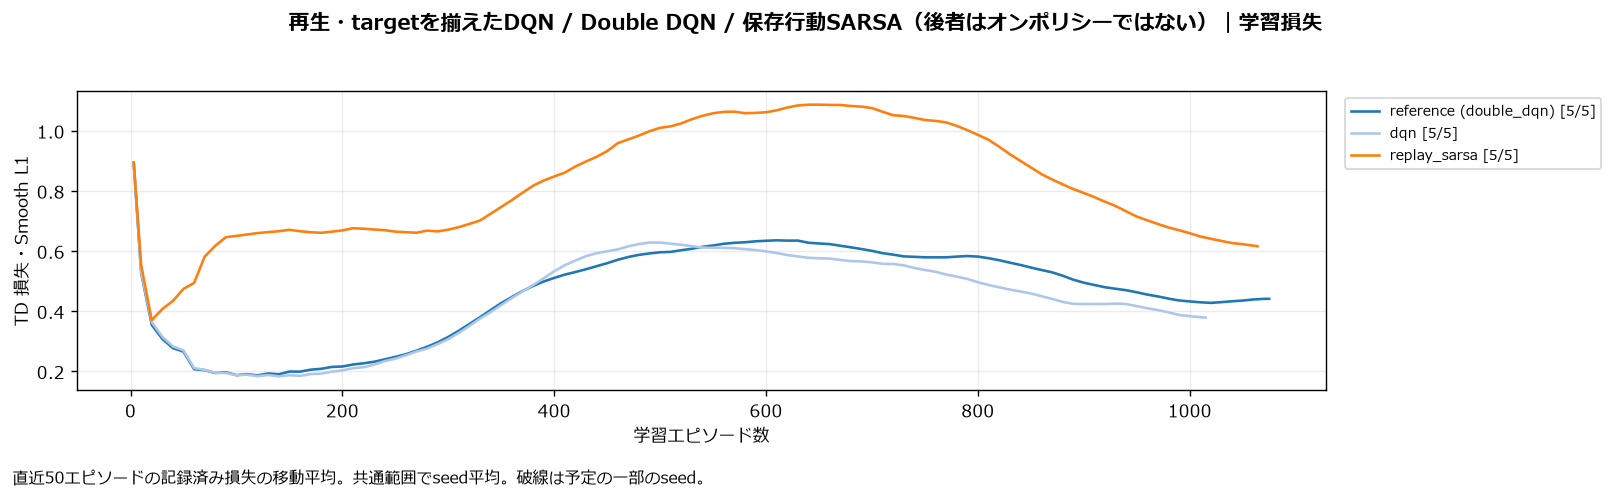 再生・targetを揃えたDQN / Double DQN / 保存行動SARSA（後者はオンポリシーではない）｜学習損失
TD 損失・Smooth L1
1.0
0.8
0.6
0.4
0.2
0
200
400
600
800
1000
学習エピソード数
reference (double_dqn) [5/5]
dqn [5/5]
replay_sarsa [5/5]
直近50エピソードの記録済み損失の移動平均。共通範囲でseed平均。破線は予定の一部のseed。